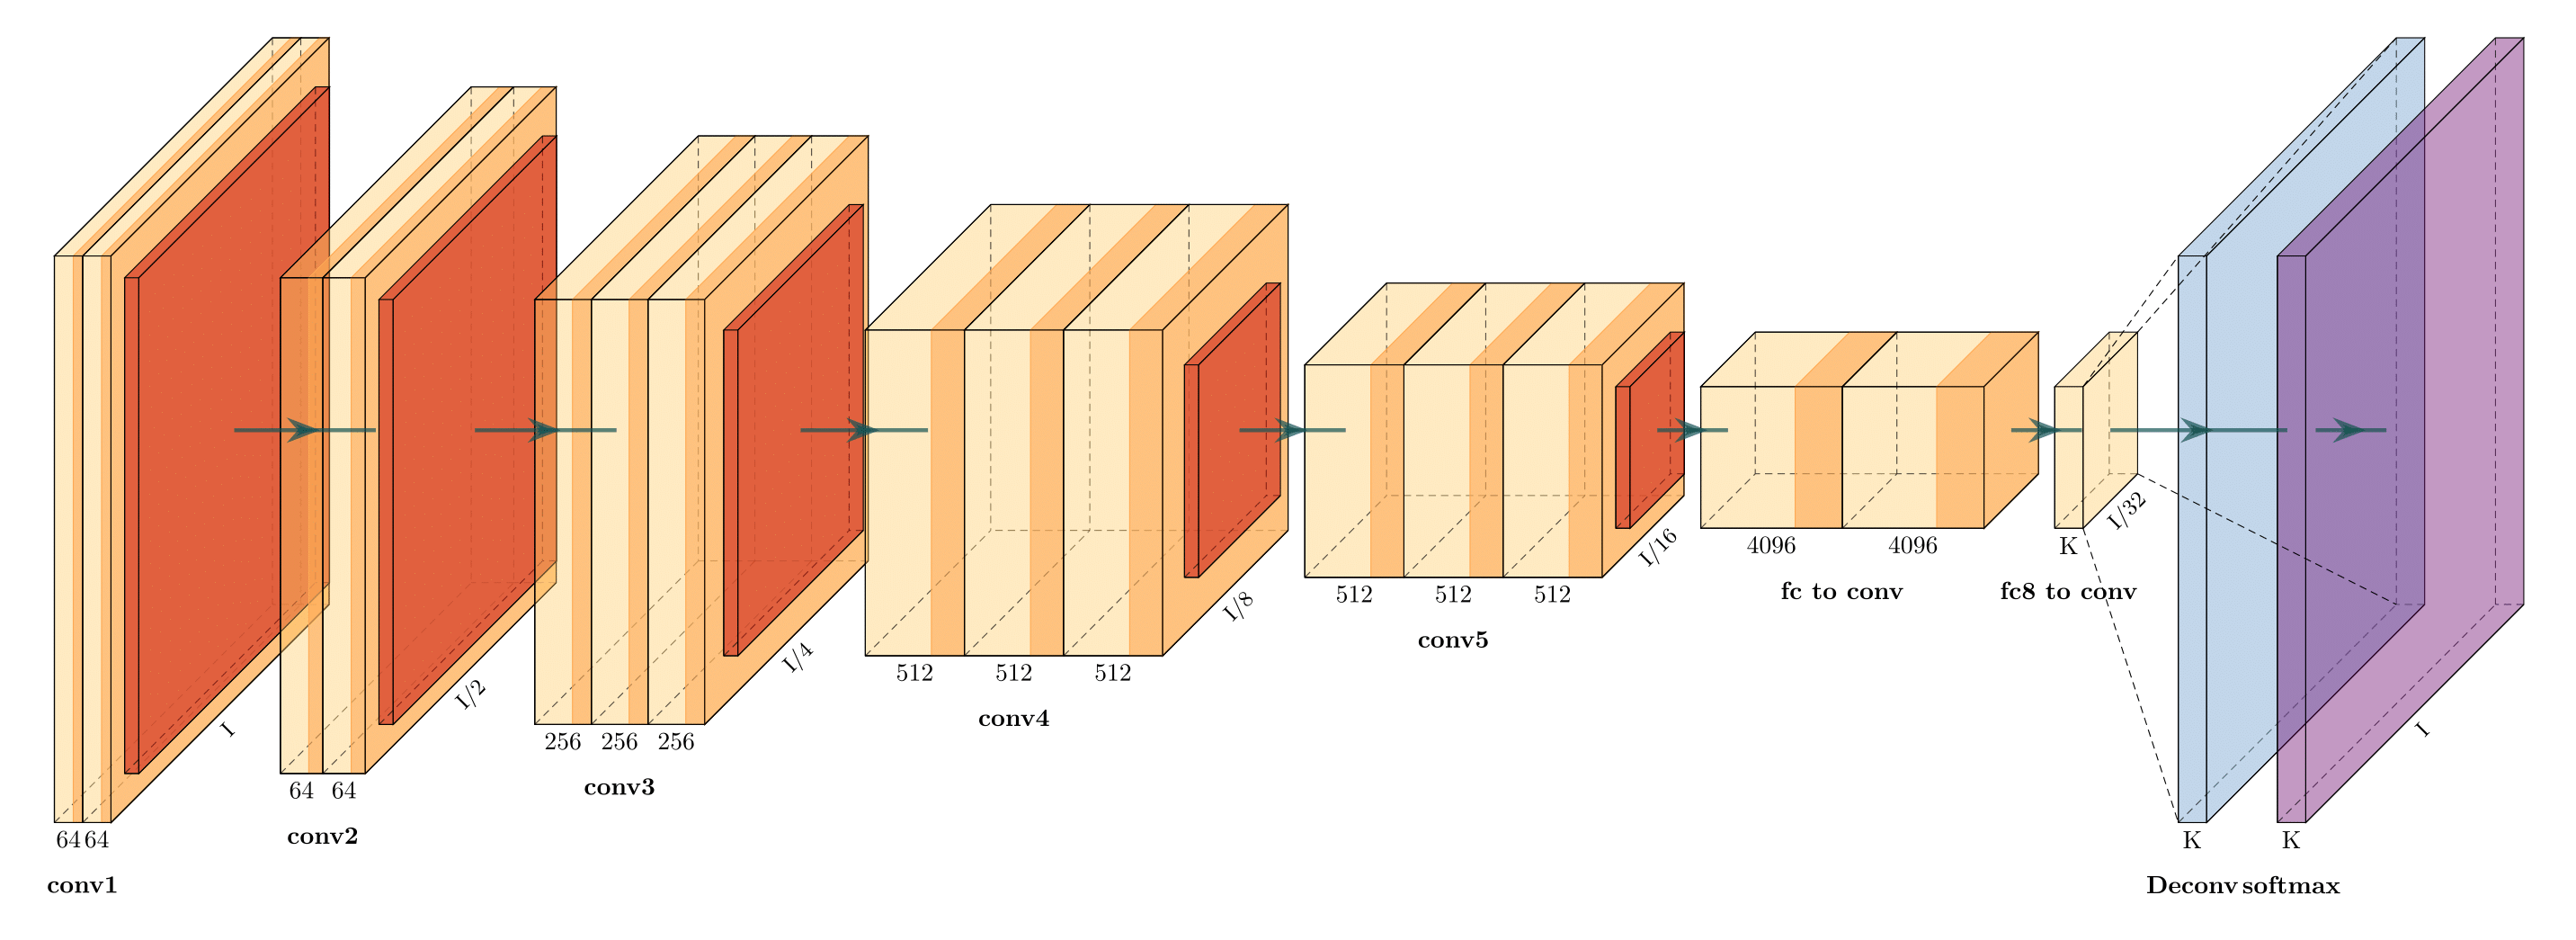 64 64
I
conv1
64 64
I/2
conv2
256 256 256
I/4
conv3
512 512 512
I/8
conv4
512 512 512
I/16
conv5
4096 4096
fc to conv
K
I/32
fc8 to conv
K
Deconv
K
I
softmax